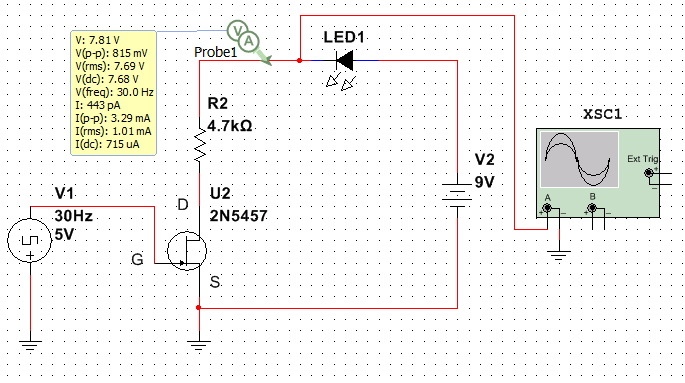 V: 7.81 V
V(p-p): 815 mV
V(rms): 7.69 V
V(dc): 7.68 V
V(freq): 30.0 Hz
I: 443 pA
I(p-p): 3.29 mA
I(rms): 1.01 mA
I(dc): 715 uA
V
A
Probe1
LED1
R2
4.7kΩ
XSC1
Ext Trig
+
–
A
B
+
–
+
–
V2
9V
V1
30Hz
5V
+
D
U2
2N5457
G
S